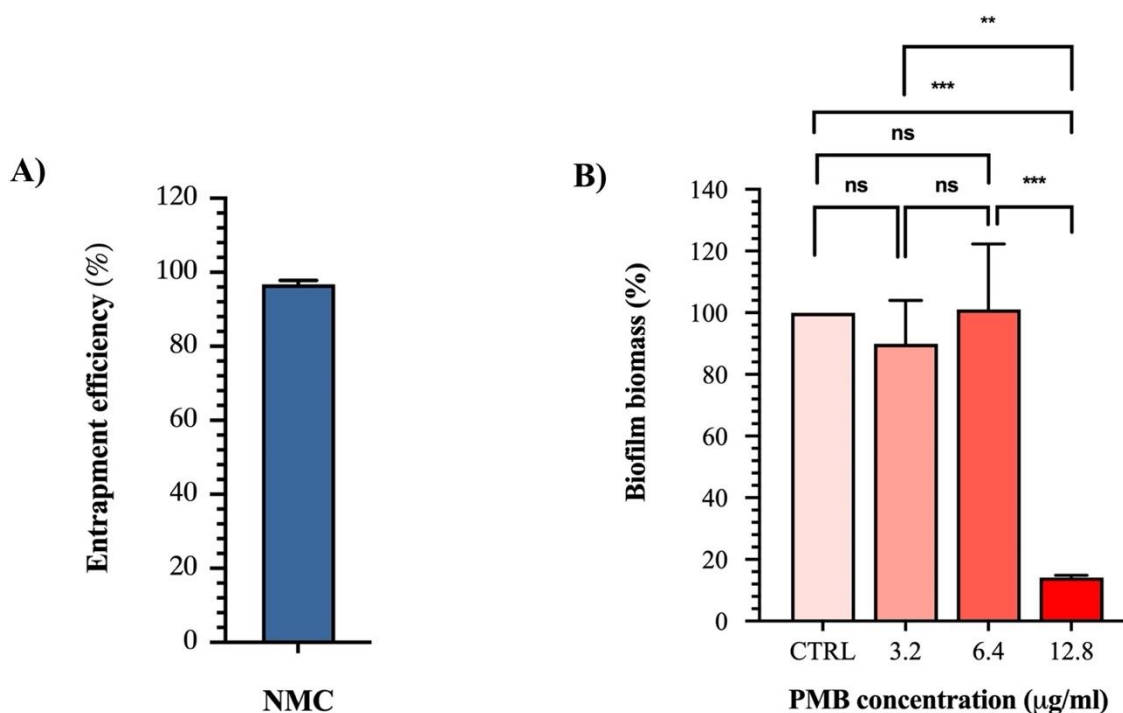 A)
Entrapment efficiency (%)
120
100
80
60
40
20
0
NMC
B)
**
***
ns
ns
ns
***
Biofilm biomass (%)
140
120
100
80
60
40
20
0
CTRL 3.2 6.4 12.8
PMB concentration (μg/ml)